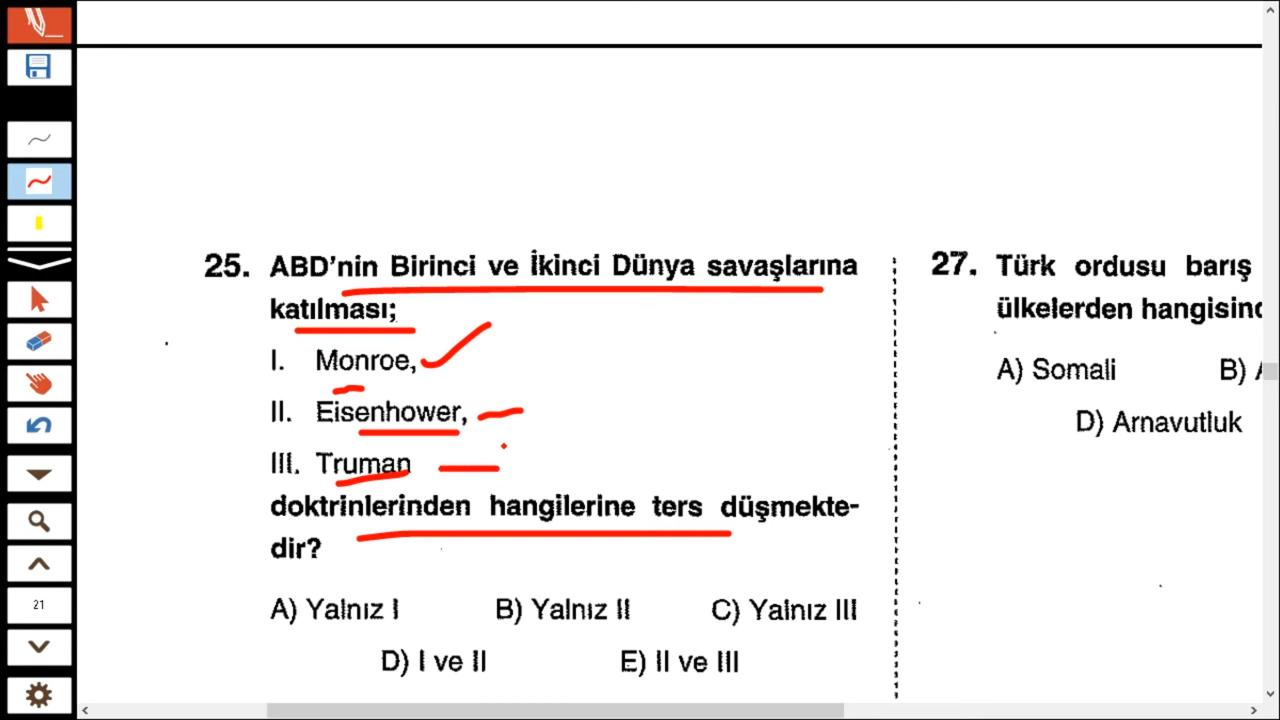 25. ABD'nin Birinci ve İkinci Dünya savaşlarına
katılması;
I. Monroe,
II. Eisenhower,
III. Truman
doktrinlerinden hangilerine ters düşmekte-
dir?
A) Yalnız I B) Yalnız II C) Yalnız III
D) I ve II E) II ve III
27. Türk ordusu barış
ülkelerden hangisind
A) Somali B) A
D) Arnavutluk
21